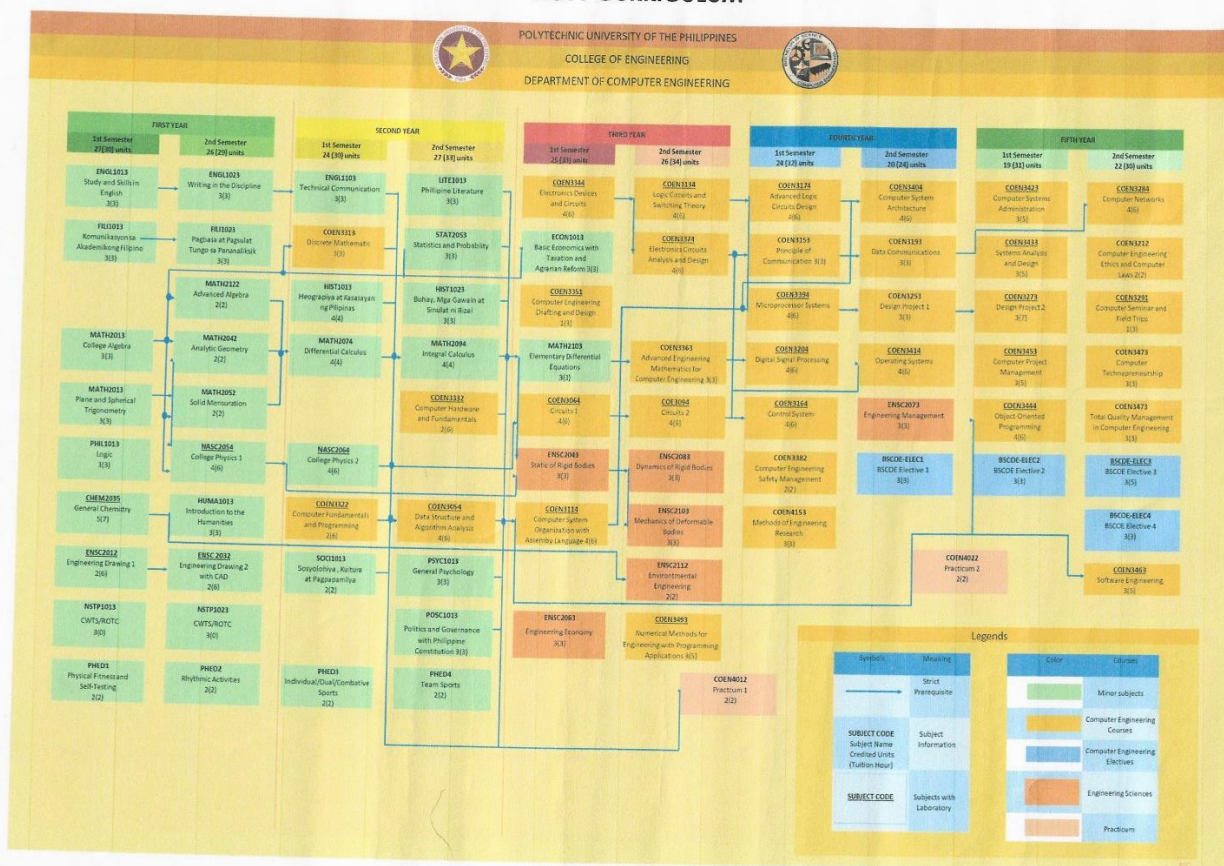 POLYTECHNIC UNIVERSITY OF THE PHILIPPINES
COLLEGE OF ENGINEERING
DEPARTMENT OF COMPUTER ENGINEERING
FIRST YEAR
1st Semester
27[30] units
2nd Semester
26 [29] units
SECOND YEAR
1st Semester
24 [30] units
2nd Semester
27 [33] units
THIRD YEAR
1st Semester
2nd Semester
26 [34] units
FOURTH YEAR
1st Semester
24 [32] units
2nd Semester
20 [24] units
FIFTH YEAR
1st Semester
19 [31] units
2nd Semester
22 [30] units
ENGL1013
Study and Skills in
English
3(3)
FILI1013
Komunikasyon sa
Akademikong Filipino
3(3)
MATH2013
College Algebra
3(3)
MATH2013
Plane and Spherical
Trigonometry
3(3)
PHIL1013
Logic
3(3)
CHEM2035
General Chemistry
5(7)
ENSC2012
Engineering Drawing 1
2(6)
NSTP1013
CWTS/ROTC
3(0)
PHED1
Physical Fitness and
Self-Testing
2(2)
ENGL1023
Writing in the Discipline
3(3)
FILI1023
Pagbasa at Pagsulat
Tungo sa Pananaliksik
3(3)
MATH2122
Advanced Algebra
2(2)
MATH2042
Analytic Geometry
2(2)
MATH2052
Solid Mensuration
2(2)
NASC2054
College Physics 1
4(6)
HUMA1013
Introduction to the
Humanities
3(3)
ENSC 2032
Engineering Drawing 2
with CAD
2(6)
NSTP1023
CWTS/ROTC
3(0)
PHED2
Rhythmic Activities
2(2)
ENGL1103
Technical Communication
3(3)
COEN3313
Discrete Mathematic
3(3)
HIST1013
Heograpiya at Kasasayan
ng Pilipinas
4(4)
MATH2074
Differential Calculus
4(4)
NASC2064
College Physics 2
4(6)
COEN3322
Computer Fundamentals
and Programming
2(6)
SOCI1013
Sosyolohiya, Kultura
at Pagpapamilya
2(2)
PHED3
Individual/Dual/Combative
Sports
2(2)
LITE1013
Phillipine Literature
3(3)
STAT2053
Statistics and Probablity
3(3)
HIST1023
Buhay, Mga Gawain at
Sinulat ni Rizal
3(3)
MATH2094
Integral Calculus
4(4)
COEN3332
Computer Hardware
and Fundamentals
2(6)
COEN3054
Data Structure and
Algorithm Analysis
4(6)
PSYC1013
General Psychology
3(3)
POSC1013
Politics and Governance
with Philippine
Constitution 3(3)
PHED4
Team Sports
2(2)
COEN3344
Electronics Devices
and Circuits
4(6)
ECON1013
Basic Economics with
Taxation and
Agrarian Reform 3(3)
COEN3351
Computer Engineering
Drafting and Design
1(3)
MATH2103
Elementary Differential
Equations
3(3)
COEN3064
Circuits 1
4(6)
ENSC2043
Static of Rigid Bodies
3(3)
COEN3114
Computer System
Organization with
Assembly Language 4(6)
ENSC2063
Engineering Economy
3(3)
COEN3134
Logic Circuits and
Switching Theory
4(6)
COEN3374
Electronics Circuits
Analysis and Design
4(6)
COEN3363
Advanced Engineering
Mathematics for
Computer Engineering 3(3)
COEN3094
Circuits 2
4(6)
ENSC2083
Dynamics of Rigid Bodies
3(3)
ENSC2103
Mechanics of Deformable
Bodies
3(3)
ENSC2112
Environtmental
Engineering
2(2)
COEN3493
Numerical Methods for
Engineering with Programming
Applications 3(5)
COEN4012
Practicum 1
2(2)
COEN3174
Advanced Logic
Circuits Design
4(6)
COEN3153
Principle of
Communication 3(3)
COEN3394
Microprocessor Systems
4(6)
COEN3204
Digital Signal Processing
4(6)
COEN3164
Control System
4(6)
COEN3382
Computer Engineering
Safety Management
2(2)
COEN4153
Methods of Engineering
Research
3(3)
COEN3404
Computer System
Architecture
4(6)
COEN3193
Data Communications
3(3)
COEN3253
Design Project 1
3(3)
COEN3414
Operating Systems
4(6)
ENSC2073
Engineering Management
3(3)
BSCOE-ELEC1
BSCOE Elective 1
3(3)
COEN4022
Practicum 2
2(2)
COEN3423
Computer Systems
Administration
3(5)
COEN3433
Systems Analysis
and Design
3(5)
COEN3273
Design Project 2
3(7)
COEN3453
Computer Project
Management
3(5)
COEN3444
Object-Oriented
Programming
4(6)
BSCOE-ELEC2
BSCOE Elective 2
3(3)
COEN3284
Computer Networks
4(6)
COEN3212
Computer Engineering
Ethics and Computer
Laws 2(2)
COEN3291
Computer Seminar and
Field Trips
1(3)
COEN3473
Computer
Technapreneurship
3(3)
COEN3473
Total Quality Management
in Computer Engineering
3(3)
BSCOE-ELEC3
BSCOE Elective 3
3(5)
BSCOE-ELEC4
BSCOE Elective 4
3(3)
COEN3463
Software Engineering
3(5)
Legends
Symbols
Meaning
Strict
Prerequisite
SUBJECT CODE
Subject Name
Credited Units
(Tuition Hour)
Subject
Information
SUBJECT CODE
Subjects with
Laboratory
Color
Courses
Minor subjects
Computer Engineering
Courses
Computer Engineering
Electives
Engineering Sciences
Practicum